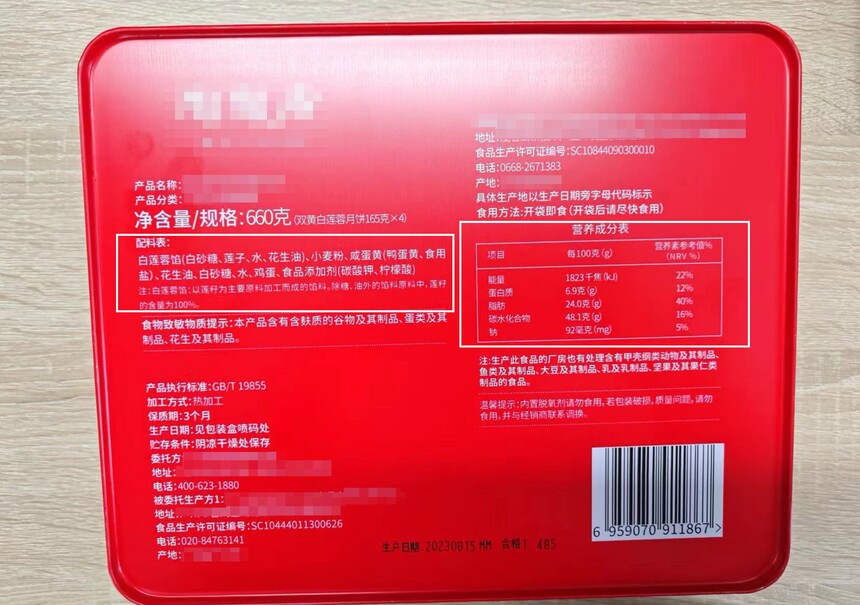 产品名称:
产品分类:
净含量/规格:660克(双黄白莲蓉月饼165克×4)
配料表:
白莲蓉馅(白砂糖、莲子、水、花生油)、小麦粉、咸蛋黄(鸭蛋黄、食用
盐)、花生油、白砂糖、水、鸡蛋、食品添加剂(碳酸钾、柠檬酸)
注:白莲蓉馅:以莲籽为主要原料加工而成的馅料,除糖、油外的馅料原料中,莲籽
的含量为100%。
食物致敏物质提示:本产品含有含麸质的谷物及其制品、蛋类及其
制品、花生及其制品。
产品执行标准:GB/T 19855
加工方式:热加工
保质期:3个月
生产日期:见包装盒喷码处
贮存条件:阴凉干燥处保存
委托方
地址:
电话:400-623-1880
被委托生产方1:
地址:
食品生产许可证编号:SC10444011300626
电话:020-84763141
产地:
地址:
食品生产许可证编号:SC10844090300010
电话:0668-2671383
产地:
具体生产地以生产日期旁字母代码标示
食用方法:开袋即食(开袋后请尽快食用)
营养成分表
项目 每100克(g) 营养素参考值%(NRV %)
能量 1823千焦(kJ) 22%
蛋白质 6.9克(g) 12%
脂肪 24.0克(g) 40%
碳水化合物 48.1克(g) 16%
钠 92毫克(mg) 5%
注:生产此食品的厂房也有处理含有甲壳纲类动物及其制品、
鱼类及其制品、大豆及其制品、乳及乳制品、坚果及其果仁类
制品的食品。
温馨提示:内置脱氧剂请勿食用。若包装破损,质量问题,请勿
食用,并与经销商联系调换。
6 959070 911867
生产日期 20230815 MM 合格1 485